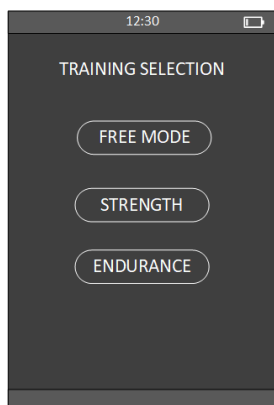 12:30
TRAINING SELECTION
FREE MODE
STRENGTH
ENDURANCE